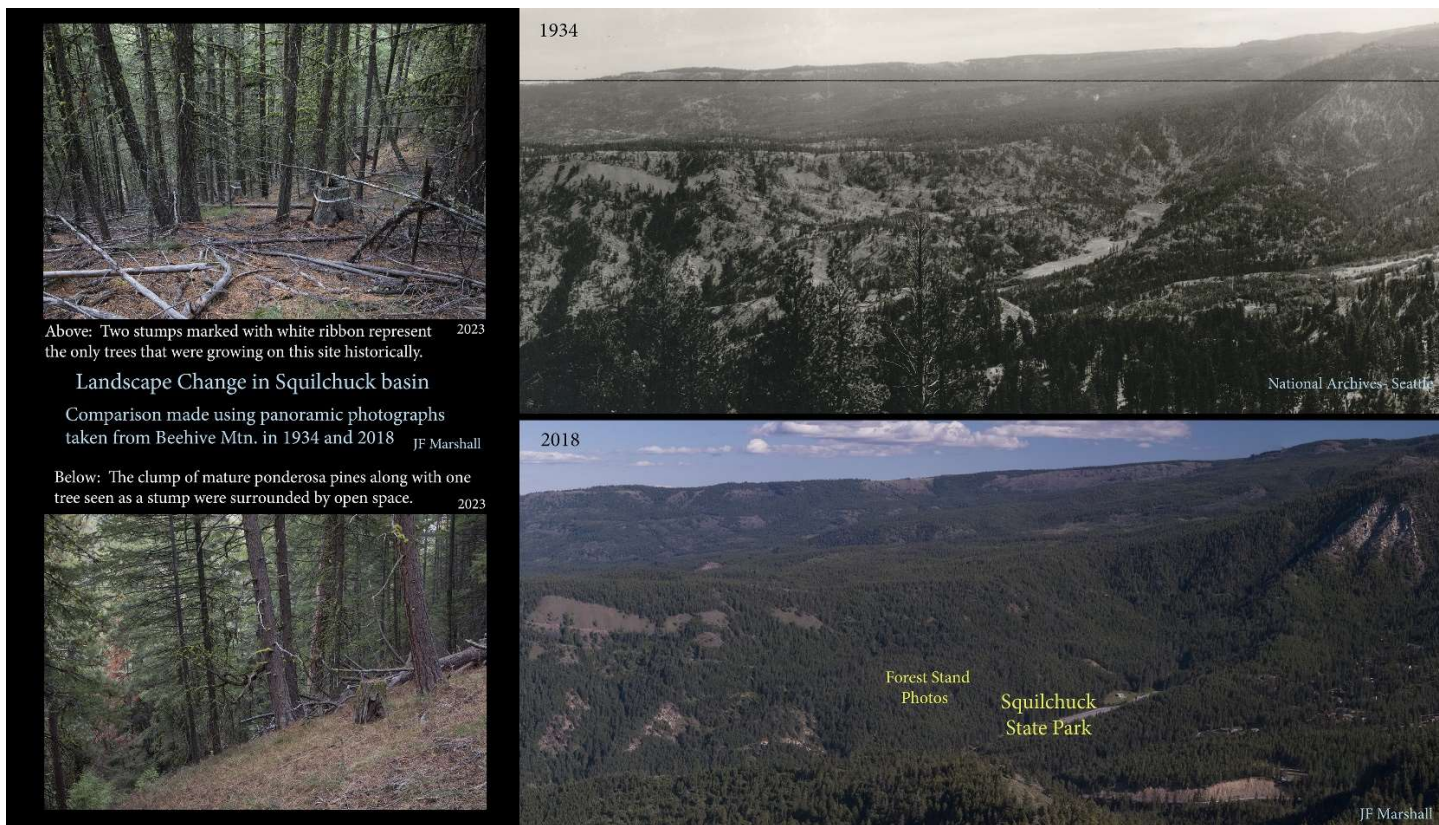 Above: Two stumps marked with white ribbon represent
the only trees that were growing on this site historically.
2023
Landscape Change in Squilchuck basin
Comparison made using panoramic photographs
taken from Beehive Mtn. in 1934 and 2018
JF Marshall
Below: The clump of mature ponderosa pines along with one
tree seen as a stump were surrounded by open space.
2023
1934
National Archives- Seattle
2018
Forest Stand
Photos
Squilchuck
State Park
JF Marshall